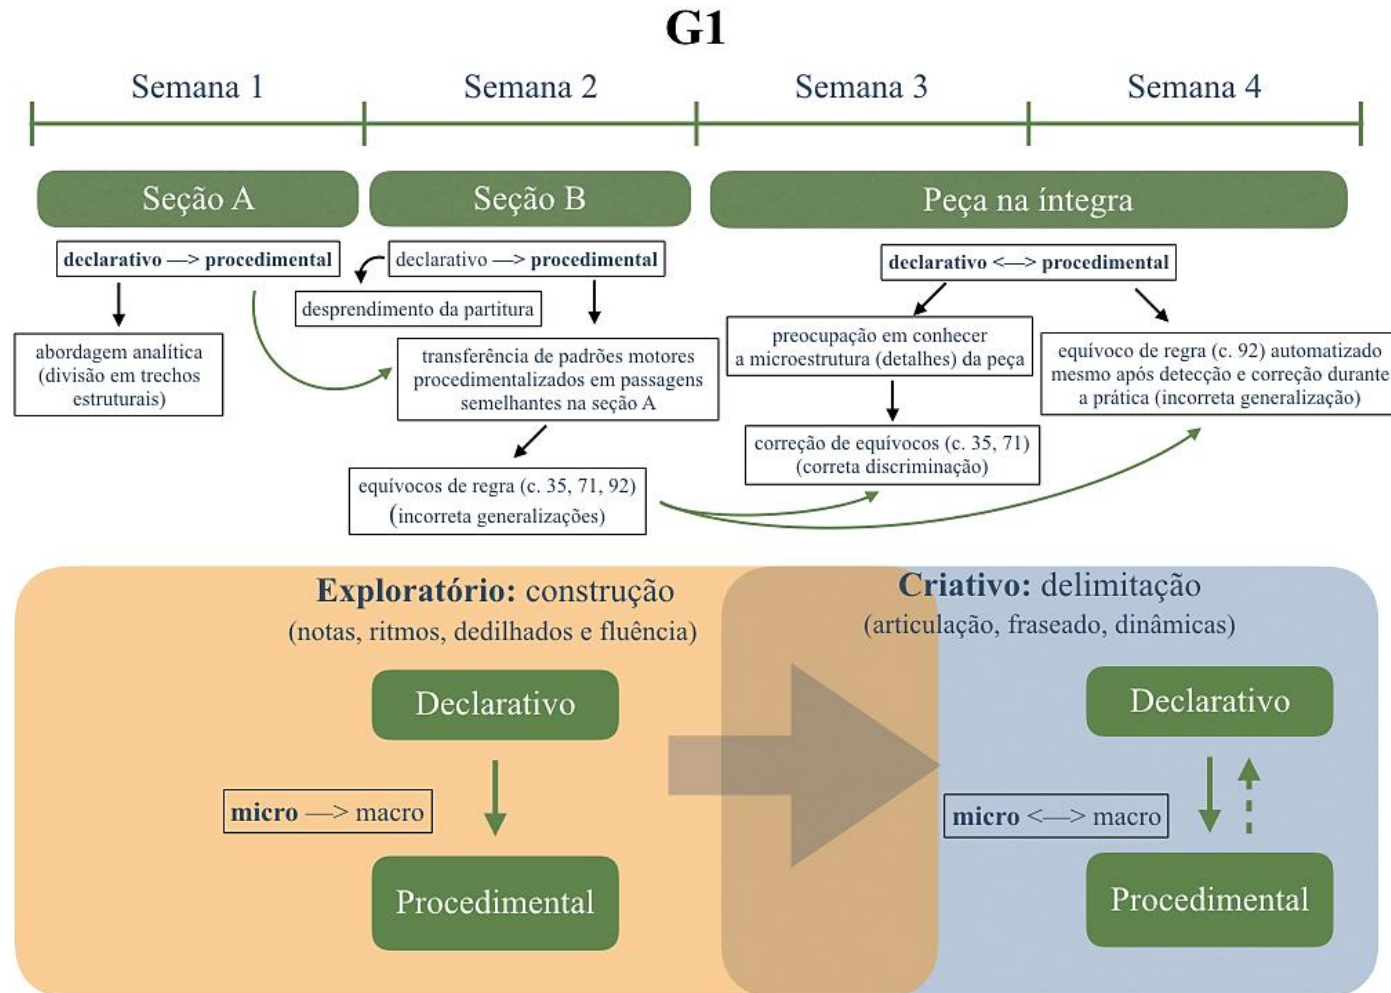 G1
Semana 1
Semana 2
Semana 3
Semana 4
Seção A
Seção B
Peça na íntegra
declarativo —> procedimental
declarativo —> procedimental
declarativo <—> procedimental
desprendimento da partitura
abordagem analítica
(divisão em trechos
estruturais)
transferência de padrões motores
procedimentalizados em passagens
semelhantes na seção A
preocupação em conhecer
a microestrutura (detalhes) da peça
equívoco de regra (c. 92) automatizado
mesmo após detecção e correção durante
a prática (incorreta generalização)
equívocos de regra (c. 35, 71, 92)
(incorreta generalizações)
correção de equívocos (c. 35, 71)
(correta discriminação)
Exploratório: construção
(notas, ritmos, dedilhados e fluência)
Criativo: delimitação
(articulação, fraseado, dinâmicas)
Declarativo
micro —> macro
Procedimental
Declarativo
micro <—> macro
Procedimental